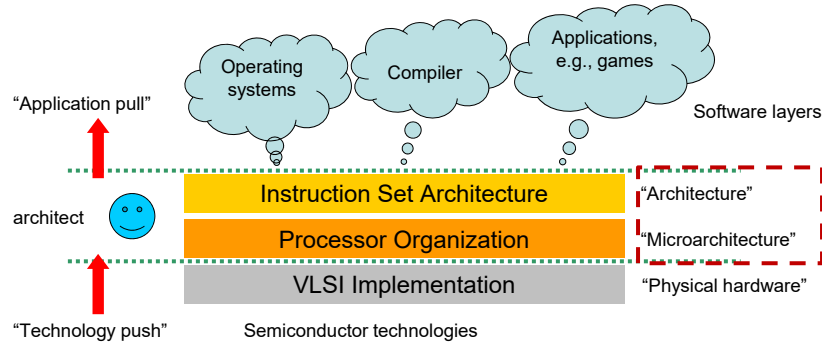 Operating
systems
Compiler
Applications,
e.g., games
“Application pull”
Software layers
Instruction Set Architecture
“Architecture”
architect
Processor Organization
“Microarchitecture”
VLSI Implementation
“Physical hardware”
“Technology push”
Semiconductor technologies